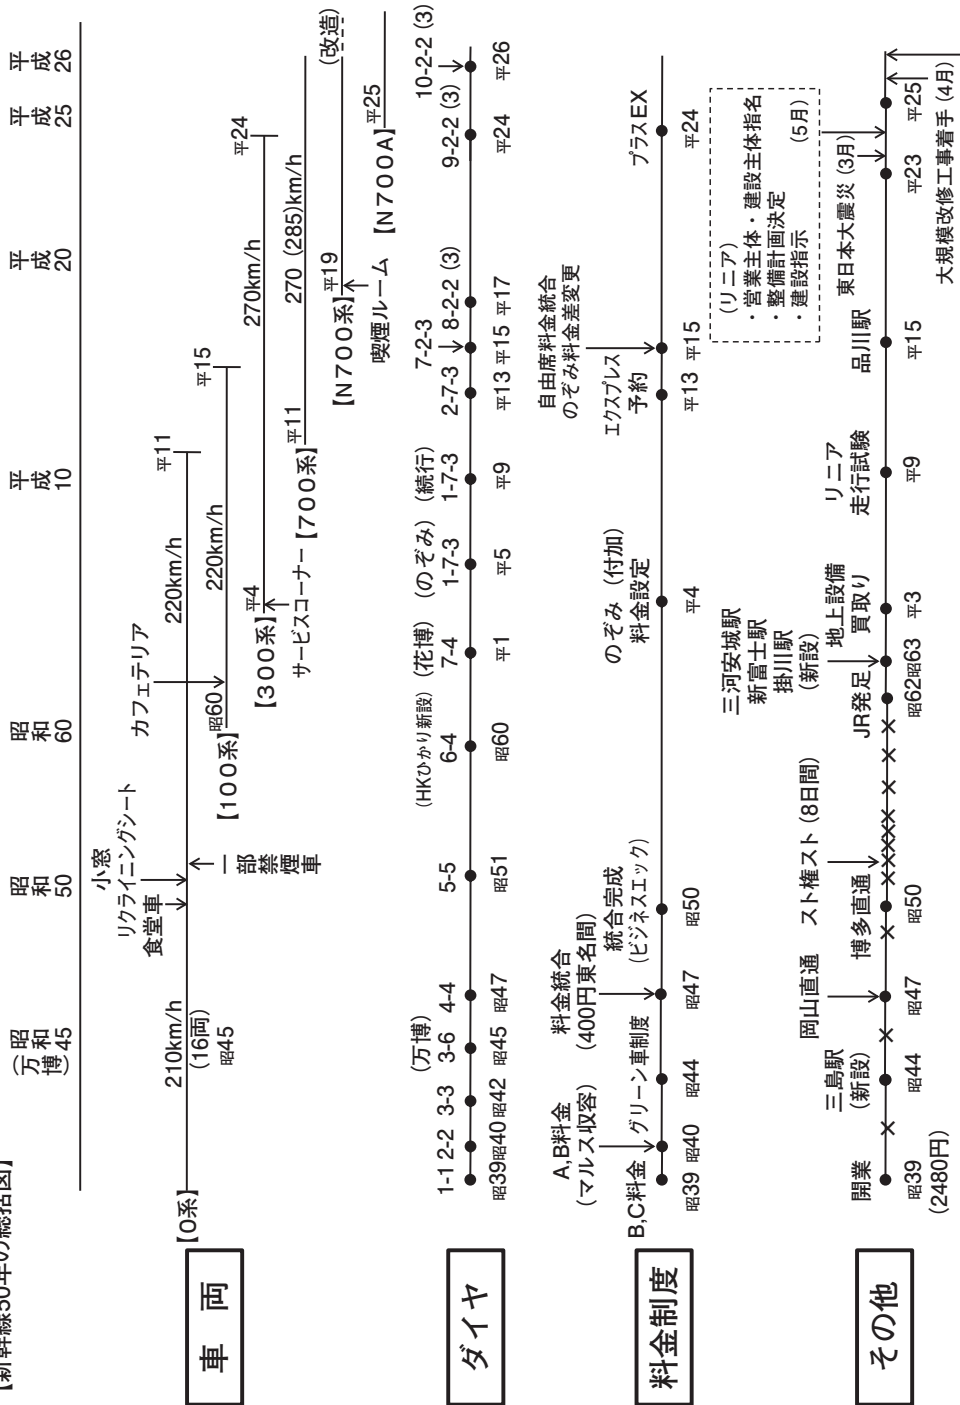 【新幹線50年の総括図】
(万博)
昭和45
昭和50
昭和60
平成10
平成20
平成25
平成26
車 両
【0系】
210km/h
(16両)
昭45
食堂車
リクライニングシート
小窓
一部禁煙車
カフェテリア
220km/h
平11
【100系】
昭60
220km/h
平15
【300系】
平4
サービスコーナー
270km/h
平24
【700系】
平11
270 (285)km/h
【N700系】
平19
喫煙ルーム
(改造)
【N700A】
平25
ダイヤ
1-1
昭39
2-2
昭40
3-3
昭42
(万博)
3-6
昭45
4-4
昭47
5-5
昭51
(HKひかり新設)
6-4
昭60
(花博)
7-4
平1
(のぞみ)
1-7-3
平5
(続行)
1-7-3
平9
2-7-3
平13
7-2-3
平15
8-2-2 (3)
平17
9-2-2 (3)
平24
10-2-2 (3)
平26
料金制度
B,C料金
昭39
A,B料金
(マルス収容)
昭40
グリーン車制度
昭44
料金統合
(400円東名間)
昭47
統合完成
(ビジネスエック)
昭50
のぞみ (付加)
料金設定
平4
エクスプレス
予約
平13
自由席料金統合
のぞみ料金差変更
平15
プラスEX
平24
その他
開業
昭39
(2480円)
三島駅
(新設)
昭44
岡山直通
昭47
博多直通
昭50
スト権スト (8日間)
JR発足
昭62
三河安城駅
新富士駅
掛川駅
(新設)
昭63
地上設備
買取り
平3
リニア
走行試験
平9
品川駅
平15
東日本大震災 (3月)
平23
(リニア)
・営業主体・建設主体指名
・整備計画決定
・建設指示 (5月)
平25
大規模改修工事着手 (4月)